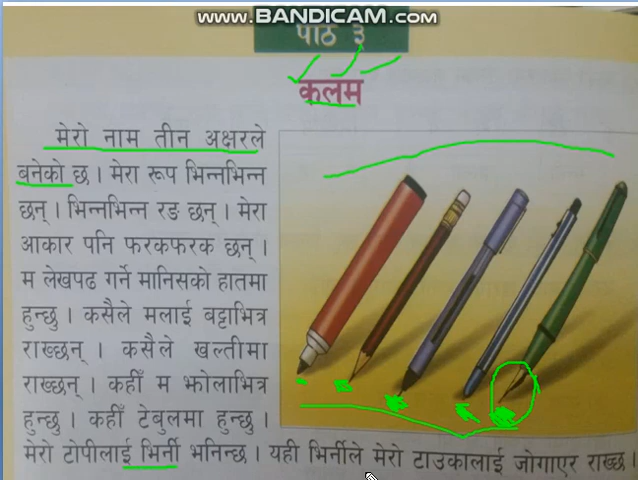 WWW.BANDICAM.COM
पाठ ३
कलम
मेरो नाम तीन अक्षरले
बनेको छ । मेरा रूप भिन्नभिन्न
छन् । भिन्नभिन्न रङ छन् । मेरा
आकार पनि फरकफरक छन् ।
म लेखपढ गर्ने मानिसको हातमा
हुन्छु । कसैले मलाई बट्टाभित्र
राख्छन् । कसैले खल्तीमा
राख्छन् । कहीँ म झोलाभित्र
हुन्छु । कहीँ टेबुलमा हुन्छु ।
मेरो टोपीलाई भिर्नी भनिन्छ । यही भिर्नीले मेरो टाउकालाई जोगाएर राख्छ ।